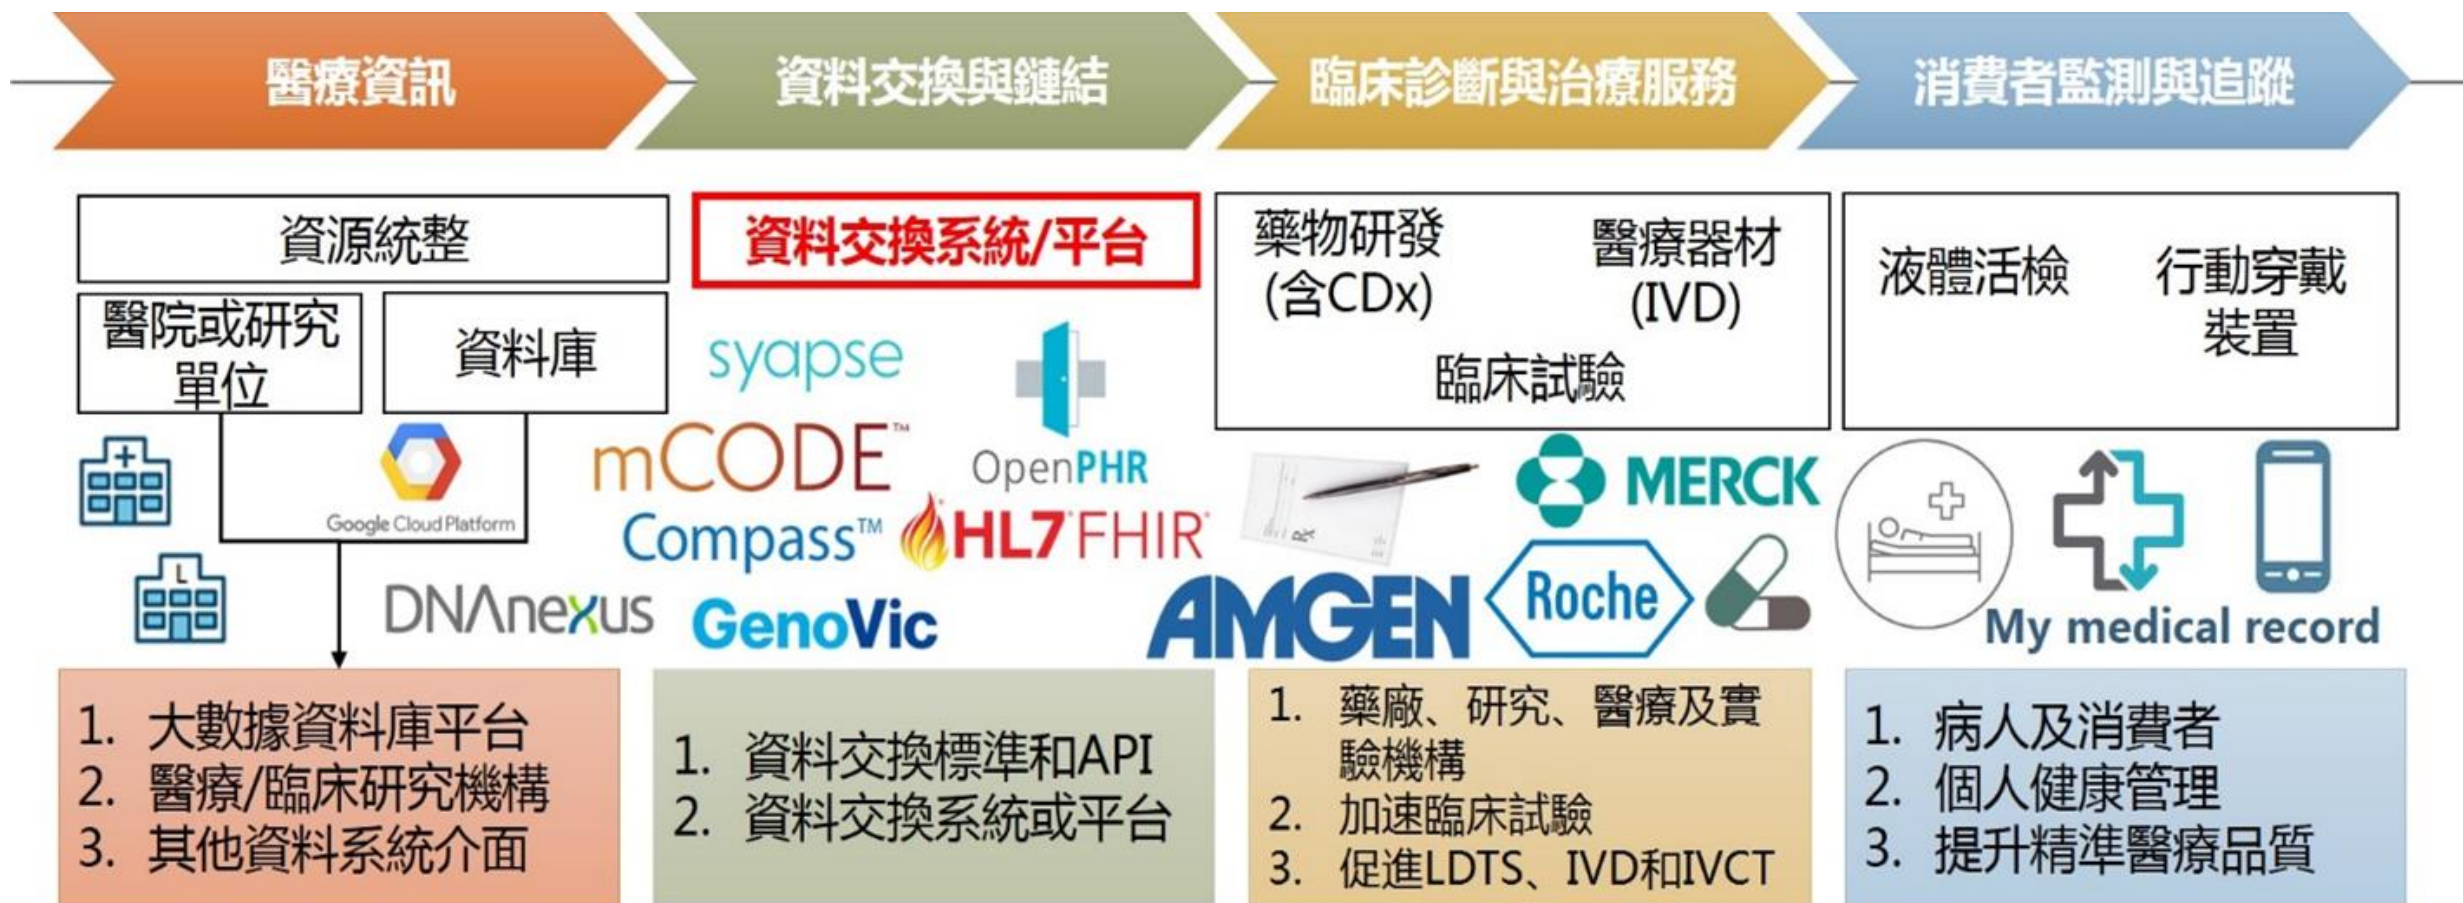 醫療資訊
資料交換與鏈結
臨床診斷與治療服務
消費者監測與追蹤
資源統整
醫院或研究
單位
資料庫
Google Cloud Platform
L
DNAnexus
資料交換系統/平台
syapse
OpenPHR
mCODE™
Compass™
HL7 FHIR
GenoVic
藥物研發
(含CDx)
醫療器材
(IVD)
臨床試驗
Rx
MERCK
AMGEN
Roche
液體活檢
行動穿戴
裝置
My medical record
1. 大數據資料庫平台
2. 醫療/臨床研究機構
3. 其他資料系統介面
1. 資料交換標準和API
2. 資料交換系統或平台
1. 藥廠、研究、醫療及實
驗機構
2. 加速臨床試驗
3. 促進LDTS、IVD和IVCT
1. 病人及消費者
2. 個人健康管理
3. 提升精準醫療品質